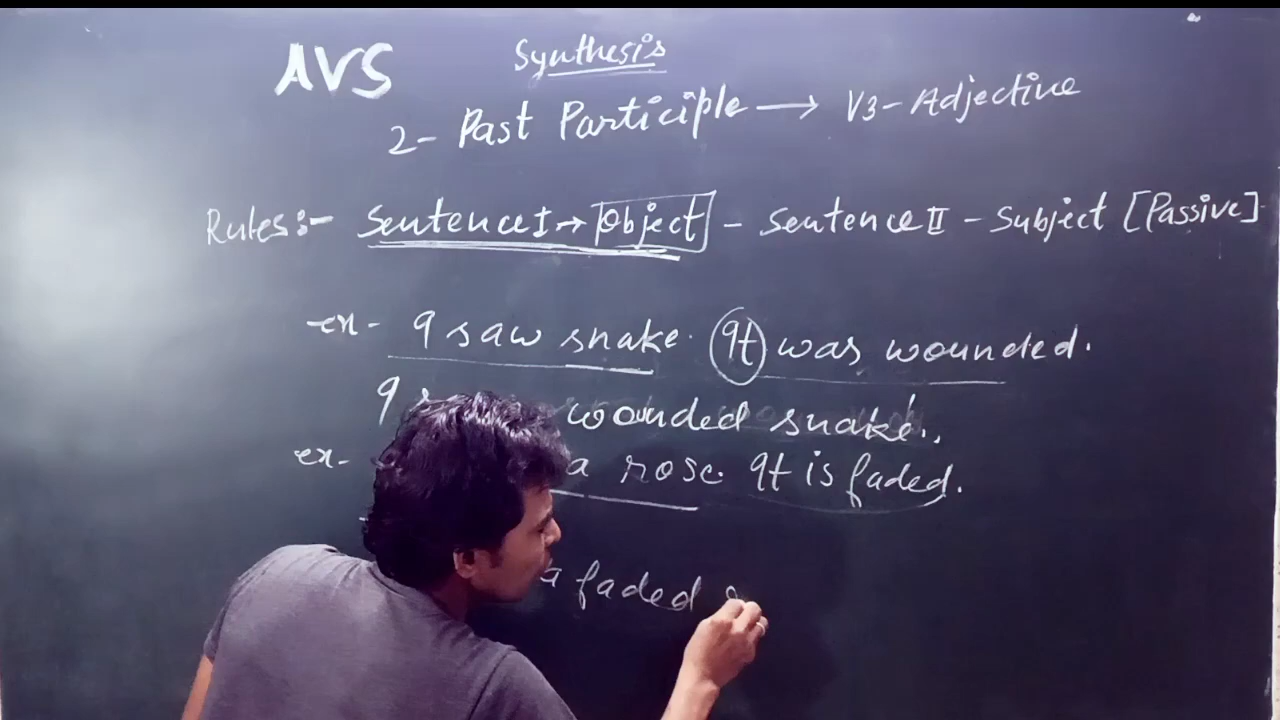 AVS
Synthesis
2- Past Participle → V3-Adjective
Rules:- Sentence I → Object - Sentence II - Subject [Passive]
ex- I saw snake. It was wounded.
I wounded snake.
ex- a rose. It is faded.
a faded